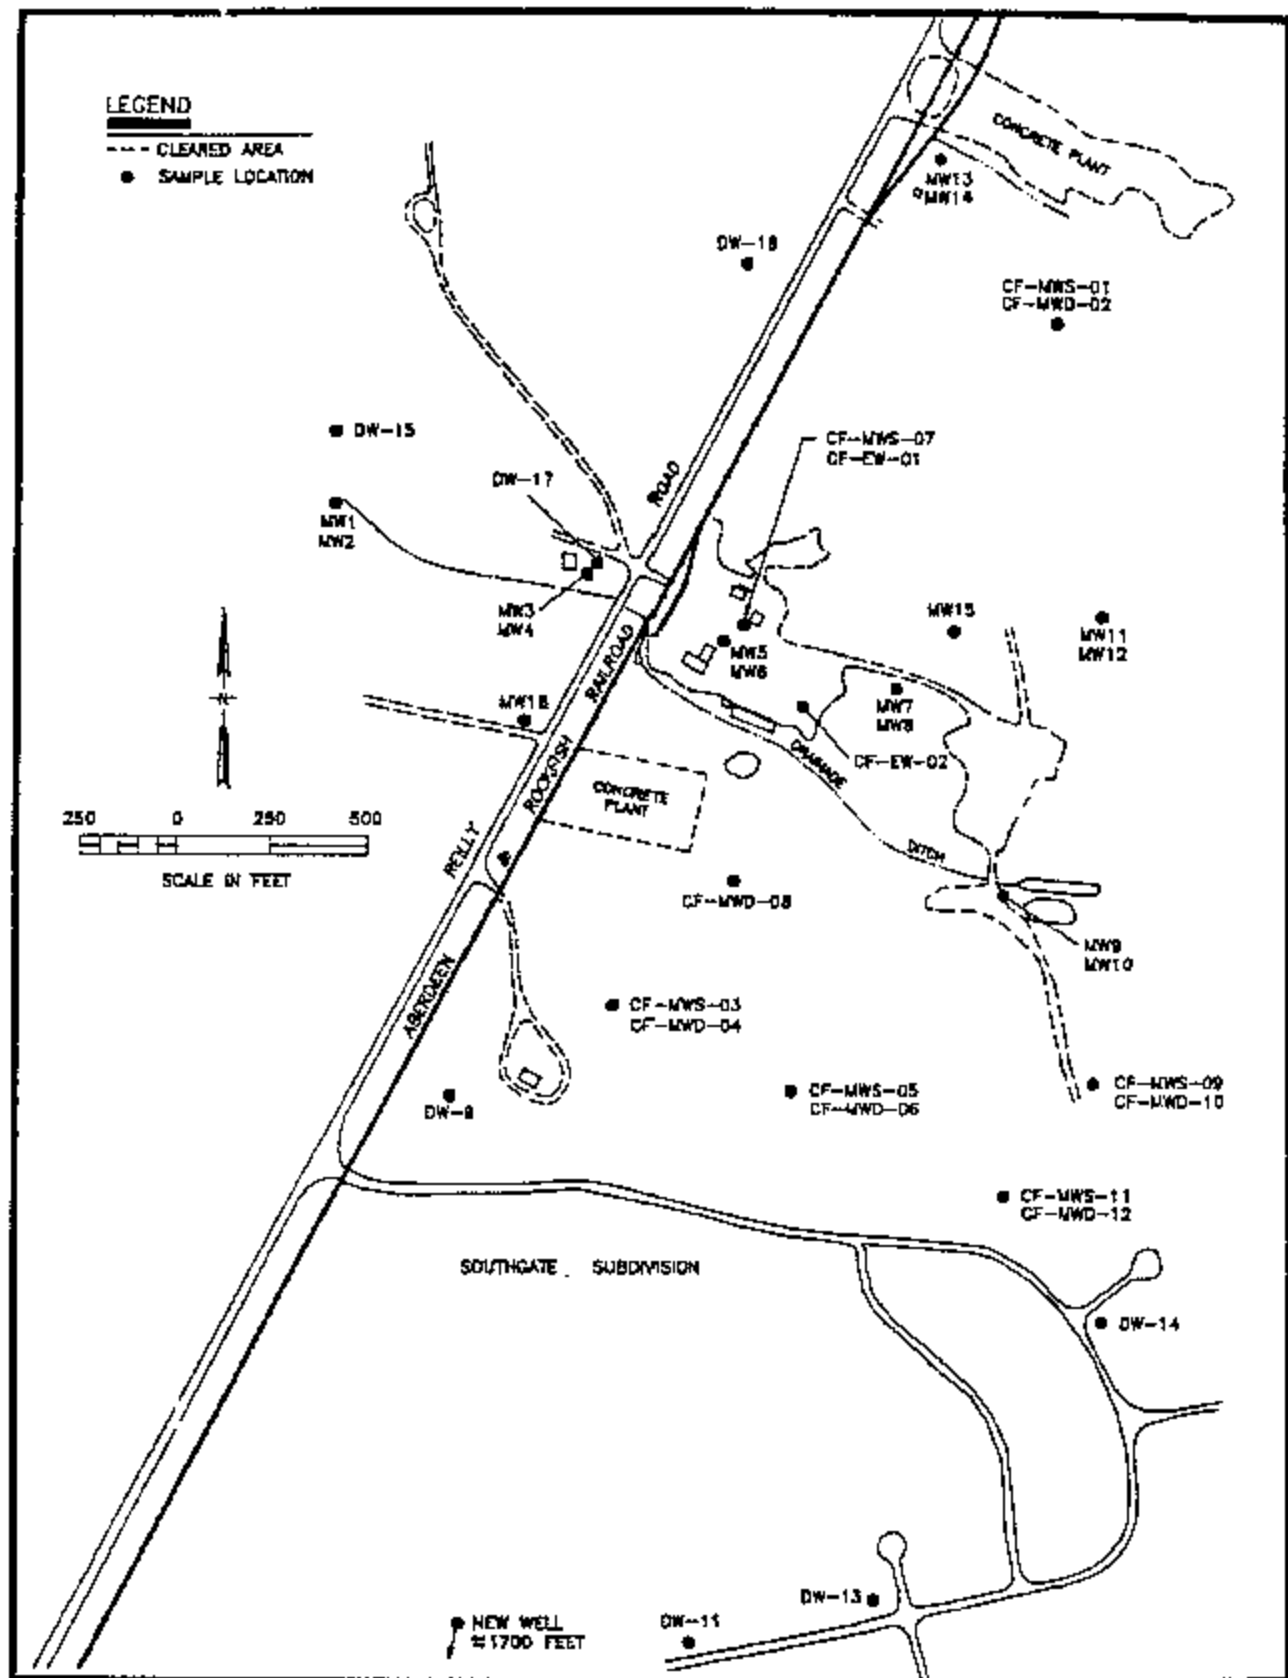 LEGEND
CLEARED AREA
SAMPLE LOCATION
CONCRETE PLANT
MW13
MW14
DW-18
CF-MWS-01
CF-MWD-02
DW-15
CF-MWS-07
CF-EW-01
DW-17
ROAD
MW1
MW2
MW3
MW4
MW15
MW11
MW12
MW5
MW6
RAILROAD
N
MW16
MW7
MW8
CF-EW-02
DRAINAGE
ROCKFISH
CONCRETE
PLANT
250 0 250 500
SCALE IN FEET
REILLY
DITCH
CF-MWD-08
MW9
MW10
ABERDEEN
CF-MWS-03
CF-MWD-04
CF-MWS-05
CF-MWD-06
CF-MWS-09
CF-MWD-10
CF-MWS-11
CF-MWD-12
SOUTHGATE SUBDIVISION
DW-14
DW-13
DW-11
NEW WELL
≈1700 FEET